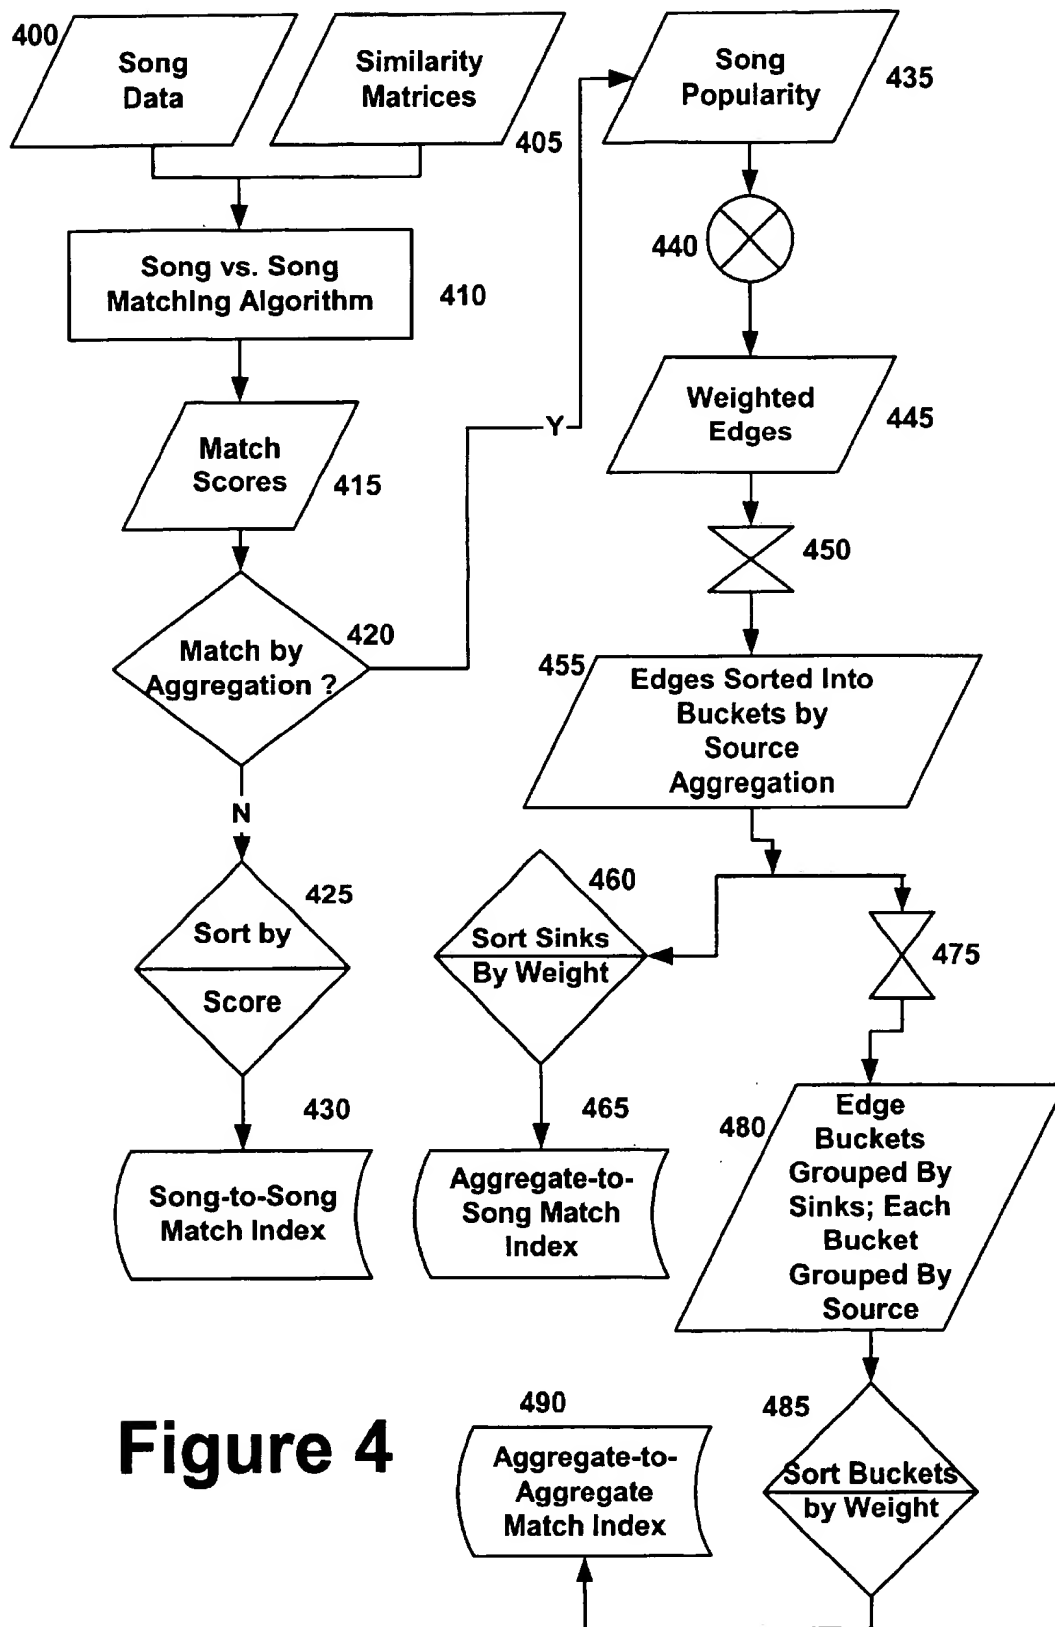 400
Song
Data
Similarity
Matrices
405
Song
Popularity
435
440
Song vs. Song
Matching Algorithm
410
Weighted
Edges
445
Y
Match
Scores
415
450
420
Match by
Aggregation ?
455
Edges Sorted Into
Buckets by
Source
Aggregation
N
425
Sort by
Score
460
Sort Sinks
By Weight
475
430
Song-to-Song
Match Index
465
Aggregate-to-
Song Match
Index
480
Edge
Buckets
Grouped By
Sinks; Each
Bucket
Grouped By
Source
Figure 4
490
Aggregate-to-
Aggregate
Match Index
485
Sort Buckets
by Weight